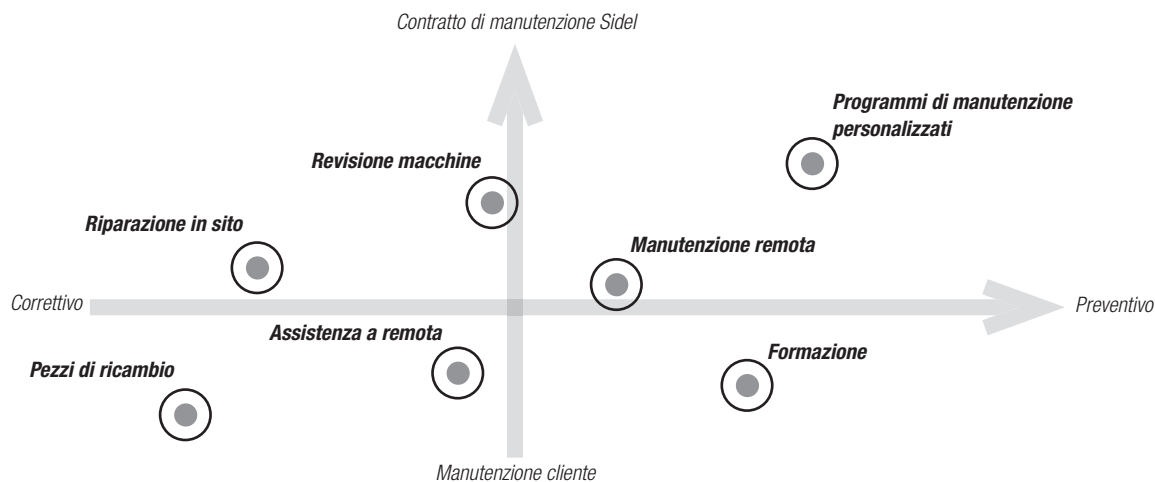 Contratto di manutenzione Sidel
Programmi di manutenzione
personalizzati
Revisione macchine
Riparazione in sito
Manutenzione remota
Correttivo
Preventivo
Assistenza a remota
Formazione
Pezzi di ricambio
Manutenzione cliente